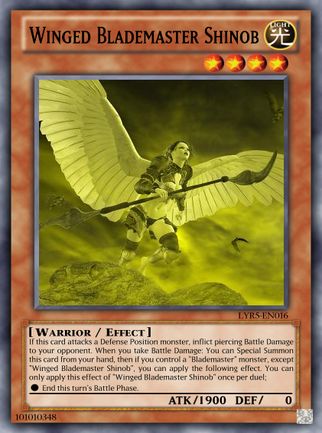 Winged Blademaster Shinob
LIGHT
光
LYR5-EN016
[ Warrior / Effect ]
If this card attacks a Defense Position monster, inflict piercing Battle Damage
to your opponent. When you take Battle Damage: You can Special Summon
this card from your hand, then if you control a "Blademaster" monster, except
"Winged Blademaster Shinob", you can apply the following effect. You can
only apply this effect of "Winged Blademaster Shinob" once per duel;
● End this turn's Battle Phase.
ATK/1900 DEF/ 0
101010348